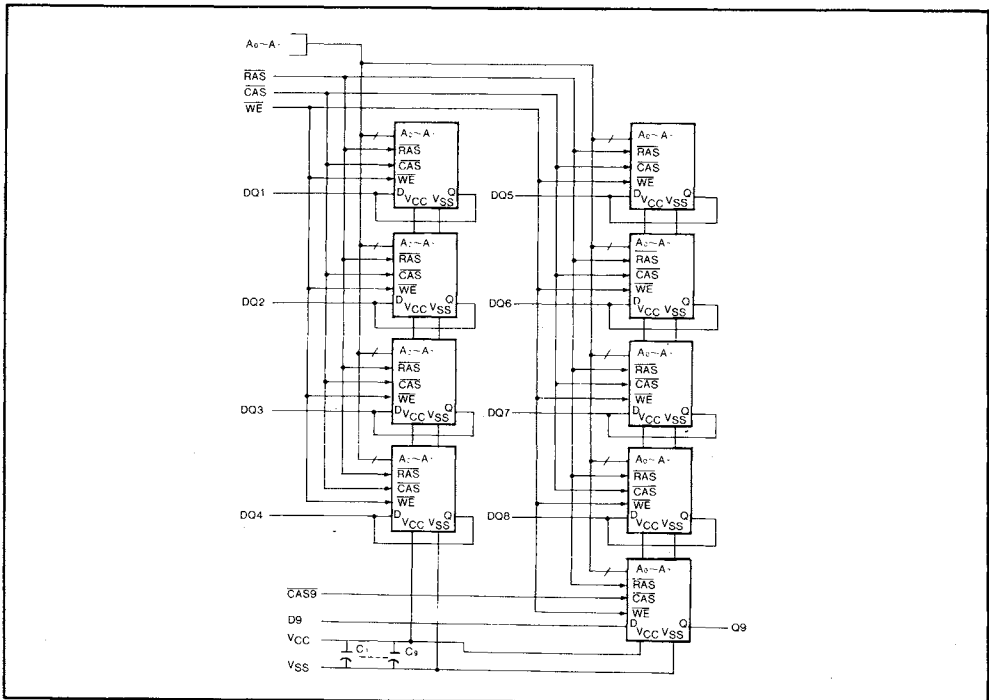 A0~A
RAS
CAS
WE
A0~A
RAS
CAS
WE
DQ1
D
VCC
VSS
Q
A0~A
RAS
CAS
WE
DQ2
D
VCC
VSS
Q
A0~A
RAS
CAS
WE
DQ3
D
VCC
VSS
Q
A0~A
RAS
CAS
WE
DQ4
D
VCC
VSS
Q
A0~A
RAS
CAS
WE
DQ5
D
VCC
VSS
Q
A0~A
RAS
CAS
WE
DQ6
D
VCC
VSS
Q
A0~A
RAS
CAS
WE
DQ7
D
VCC
VSS
Q
A0~A
RAS
CAS
WE
DQ8
D
VCC
VSS
Q
A0~A
RAS
CAS
WE
D
VCC
VSS
Q
Q9
CAS9
D9
VCC
C1
C9
VSS